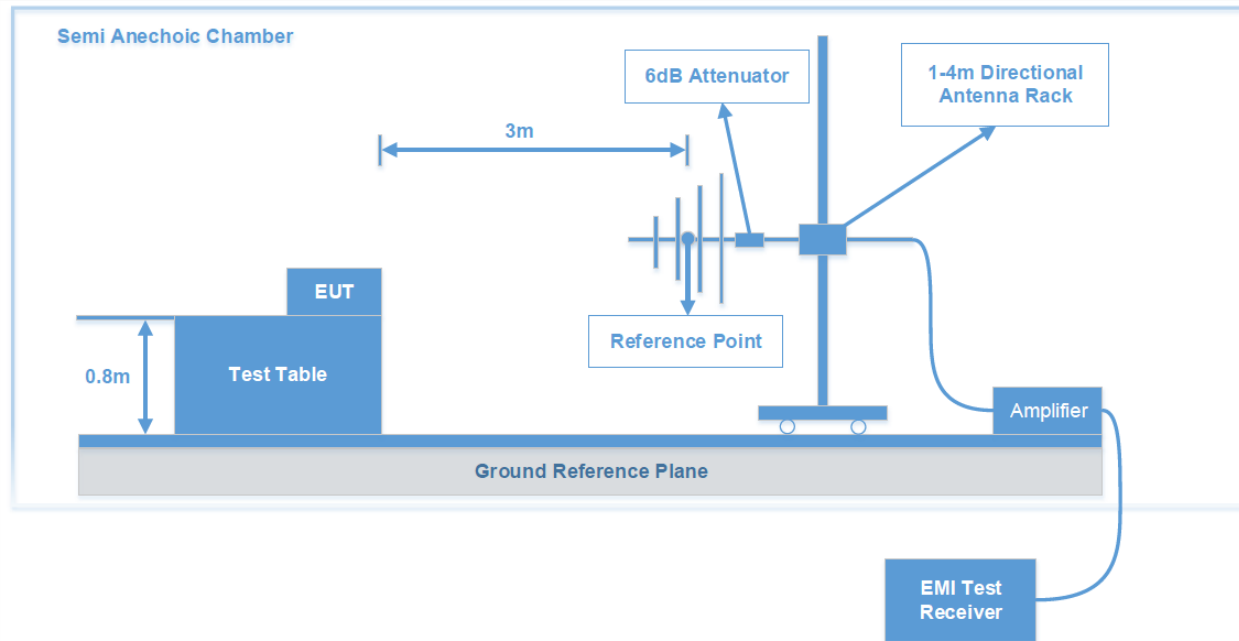 Semi Anechoic Chamber
6dB Attenuator
1-4m Directional
Antenna Rack
3m
EUT
Reference Point
0.8m
Test Table
Amplifier
Ground Reference Plane
EMI Test
Receiver